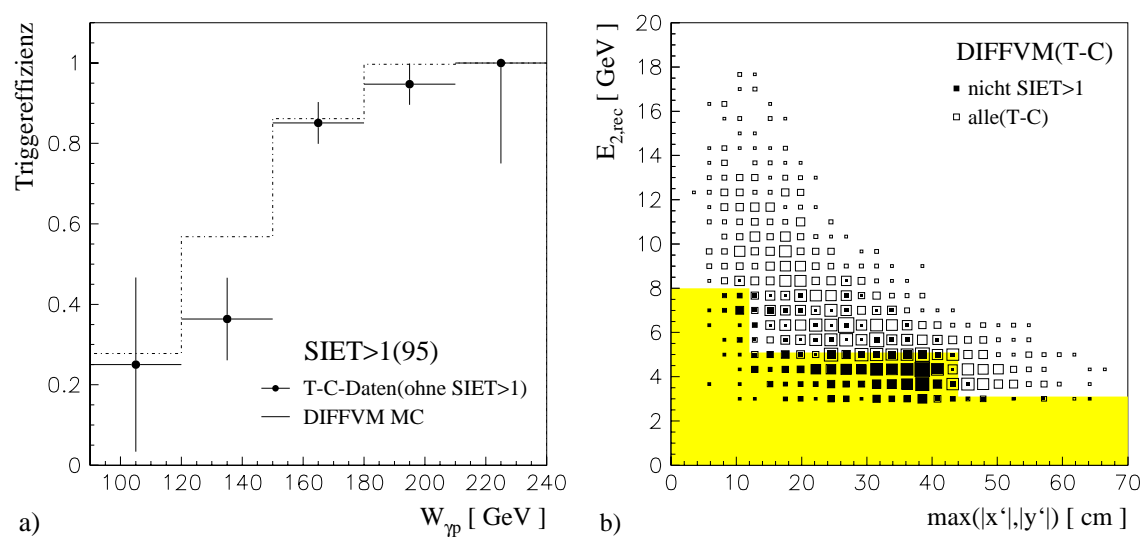 Triggereffizienz
1
0.8
0.6
0.4
0.2
0
SIET>1(95)
T-C-Daten(ohne SIET>1)
DIFFVM MC
100 120 140 160 180 200 220 240
W_γp [ GeV ]
a)
E_2,rec [ GeV ]
20
18
16
14
12
10
8
6
4
2
0
DIFFVM(T-C)
nicht SIET>1
alle(T-C)
0 10 20 30 40 50 60 70
max(|x‘|,|y‘|) [ cm ]
b)